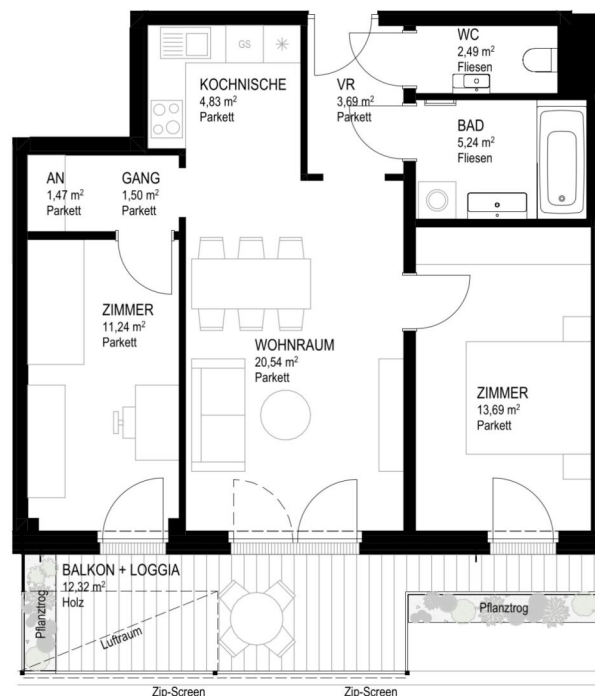 WC
2,49 m²
Fliesen
GS
KOCHNISCHE
4,83 m²
Parkett
VR
3,69 m²
Parkett
BAD
5,24 m²
Fliesen
AN
1,47 m²
Parkett
GANG
1,50 m²
Parkett
ZIMMER
11,24 m²
Parkett
WOHNRAUM
20,54 m²
Parkett
ZIMMER
13,69 m²
Parkett
BALKON + LOGGIA
12,32 m²
Holz
Pflanztrog
Luftraum
Pflanztrog
Zip-Screen
Zip-Screen